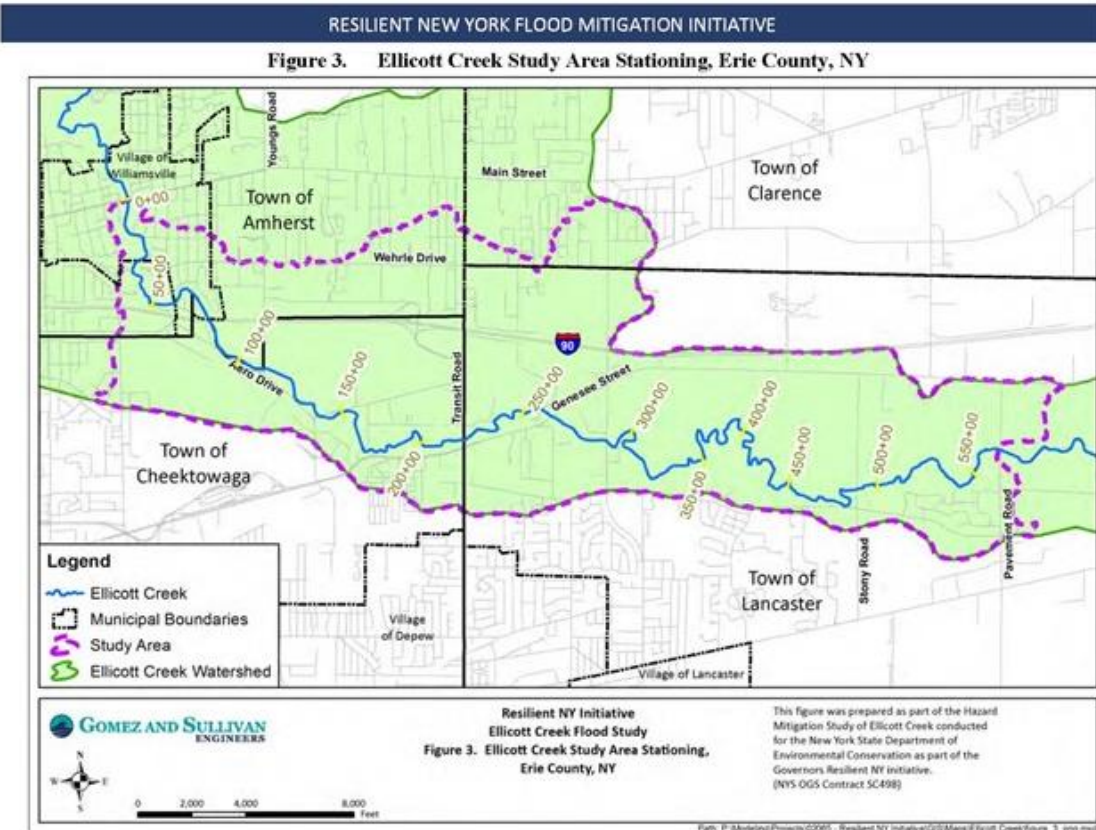 RESILIENT NEW YORK FLOOD MITIGATION INITIATIVE
Figure 3. Ellicott Creek Study Area Stationing, Erie County, NY
Youngs Road
Village of
Williamsville
Main Street
Town of
Clarence
0+00
Town of
Amherst
Wehrle Drive
50+00
100+00
90
Aero Drive
150+00
Transit Road
250+00
Genesee Street
300+00
400+00
Town of
Cheektowaga
200+00
350+00
450+00
500+00
550+00
Pavement Road
Stony Road
Town of
Lancaster
Village
of Depew
Village of Lancaster
Legend
Ellicott Creek
Municipal Boundaries
Study Area
Ellicott Creek Watershed
GOMEZ AND SULLIVAN
ENGINEERS
N
W E
S
0 2,000 4,000 8,000
Feet
Resilient NY Initiative
Ellicott Creek Flood Study
Figure 3. Ellicott Creek Study Area Stationing,
Erie County, NY
This figure was prepared as part of the Hazard
Mitigation Study of Ellicott Creek conducted
for the New York State Department of
Environmental Conservation as part of the
Governors Resilient NY initiative.
(NYS OGS Contract SC498)